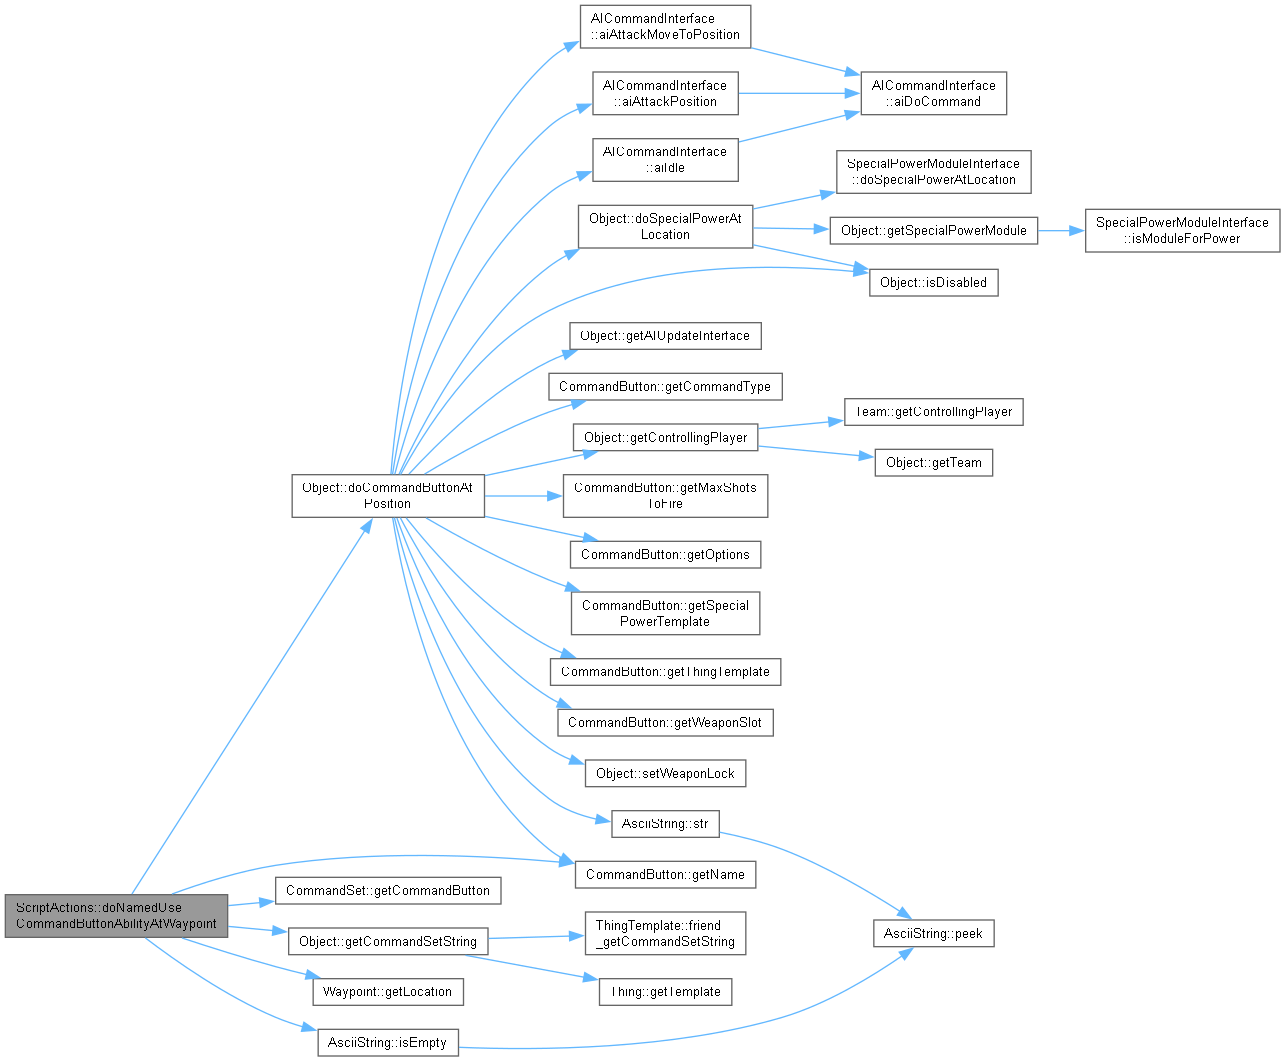 AICommandInterface
::aiAttackMoveToPosition
AICommandInterface
::aiAttackPosition
AICommandInterface
::aiDoCommand
AICommandInterface
::aiIdle
SpecialPowerModuleInterface
::doSpecialPowerAtLocation
Object::doSpecialPowerAt
Location
Object::getSpecialPowerModule
SpecialPowerModuleInterface
::isModuleForPower
Object::isDisabled
Object::getAIUpdateInterface
CommandButton::getCommandType
Object::getControllingPlayer
Team::getControllingPlayer
Object::getTeam
Object::doCommandButtonAt
Position
CommandButton::getMaxShots
ToFire
CommandButton::getOptions
CommandButton::getSpecial
PowerTemplate
CommandButton::getThingTemplate
CommandButton::getWeaponSlot
Object::setWeaponLock
AsciiString::str
CommandButton::getName
ScriptActions::doNamedUse
CommandButtonAbilityAtWaypoint
CommandSet::getCommandButton
Object::getCommandSetString
ThingTemplate::friend
_getCommandSetString
AsciiString::peek
Waypoint::getLocation
Thing::getTemplate
AsciiString::isEmpty